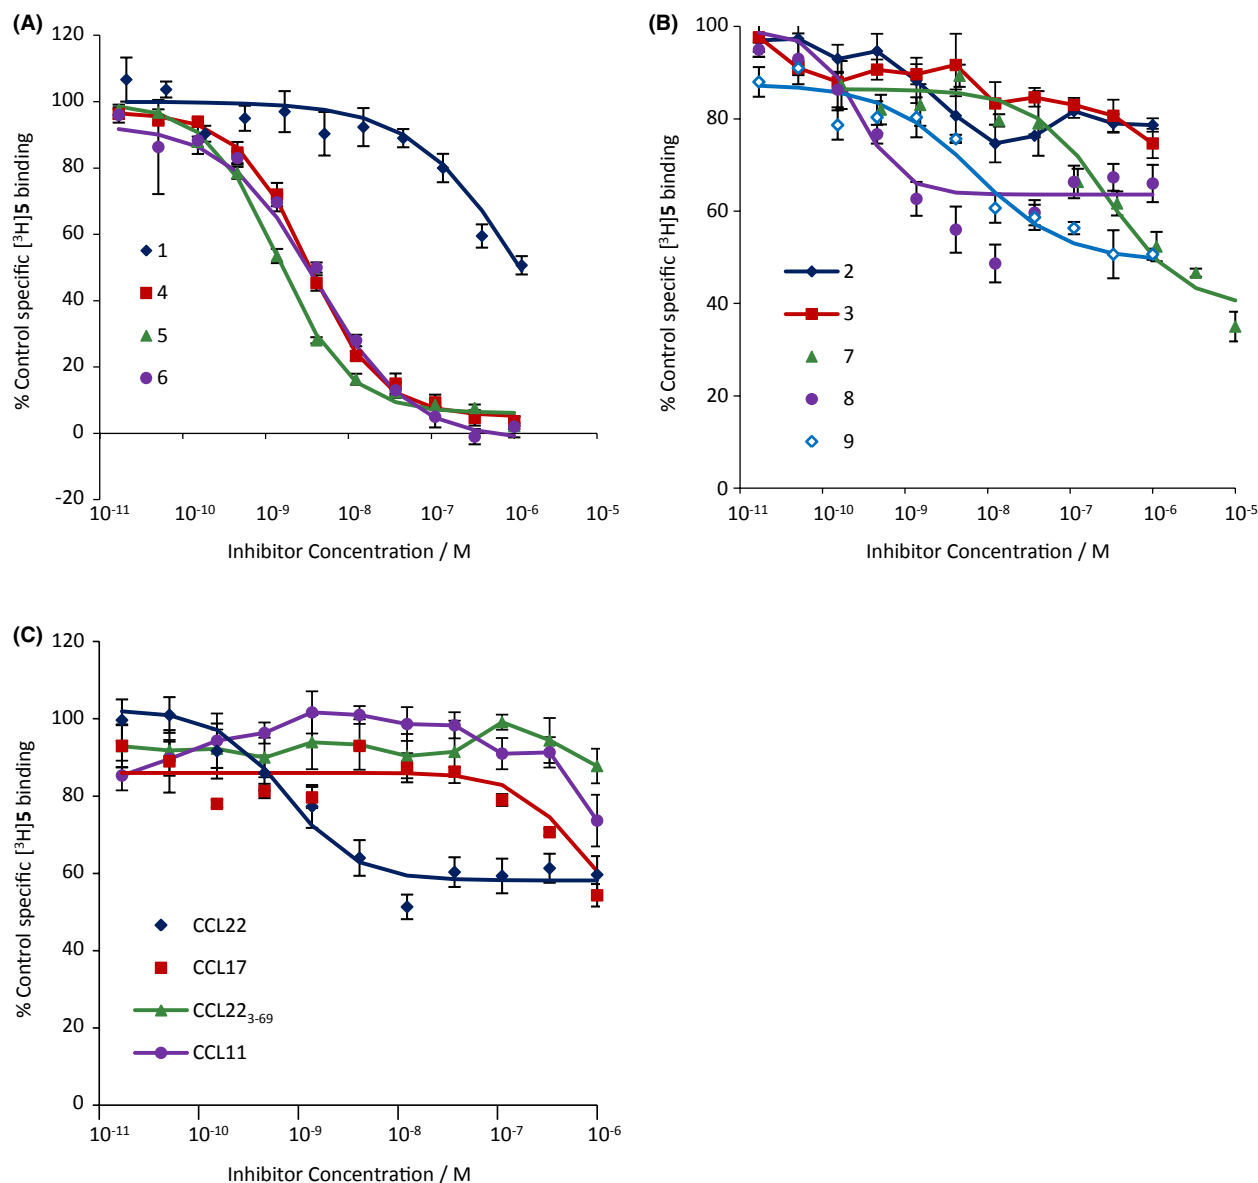 (A)
% Control specific [³H]5 binding
120
100
80
60
40
20
0
-20
1
4
5
6
10⁻¹¹ 10⁻¹⁰ 10⁻⁹ 10⁻⁸ 10⁻⁷ 10⁻⁶ 10⁻⁵
Inhibitor Concentration / M
(B)
% Control specific [³H]5 binding
100
80
60
40
20
0
2
3
7
8
9
10⁻¹¹ 10⁻¹⁰ 10⁻⁹ 10⁻⁸ 10⁻⁷ 10⁻⁶ 10⁻⁵
Inhibitor Concentration / M
(C)
% Control specific [³H]5 binding
120
100
80
60
40
20
0
CCL22
CCL17
CCL22₃₋₆₉
CCL11
10⁻¹¹ 10⁻¹⁰ 10⁻⁹ 10⁻⁸ 10⁻⁷ 10⁻⁶
Inhibitor Concentration / M